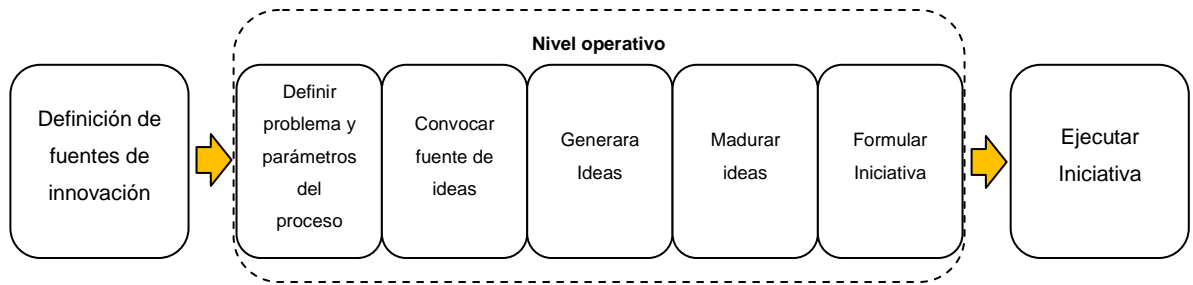 Nivel operativo
Definición de
fuentes de
innovación
Definir
problema y
parámetros
del
proceso
Convocar
fuente de
ideas
Generara
Ideas
Madurar
ideas
Formular
Iniciativa
Ejecutar
Iniciativa